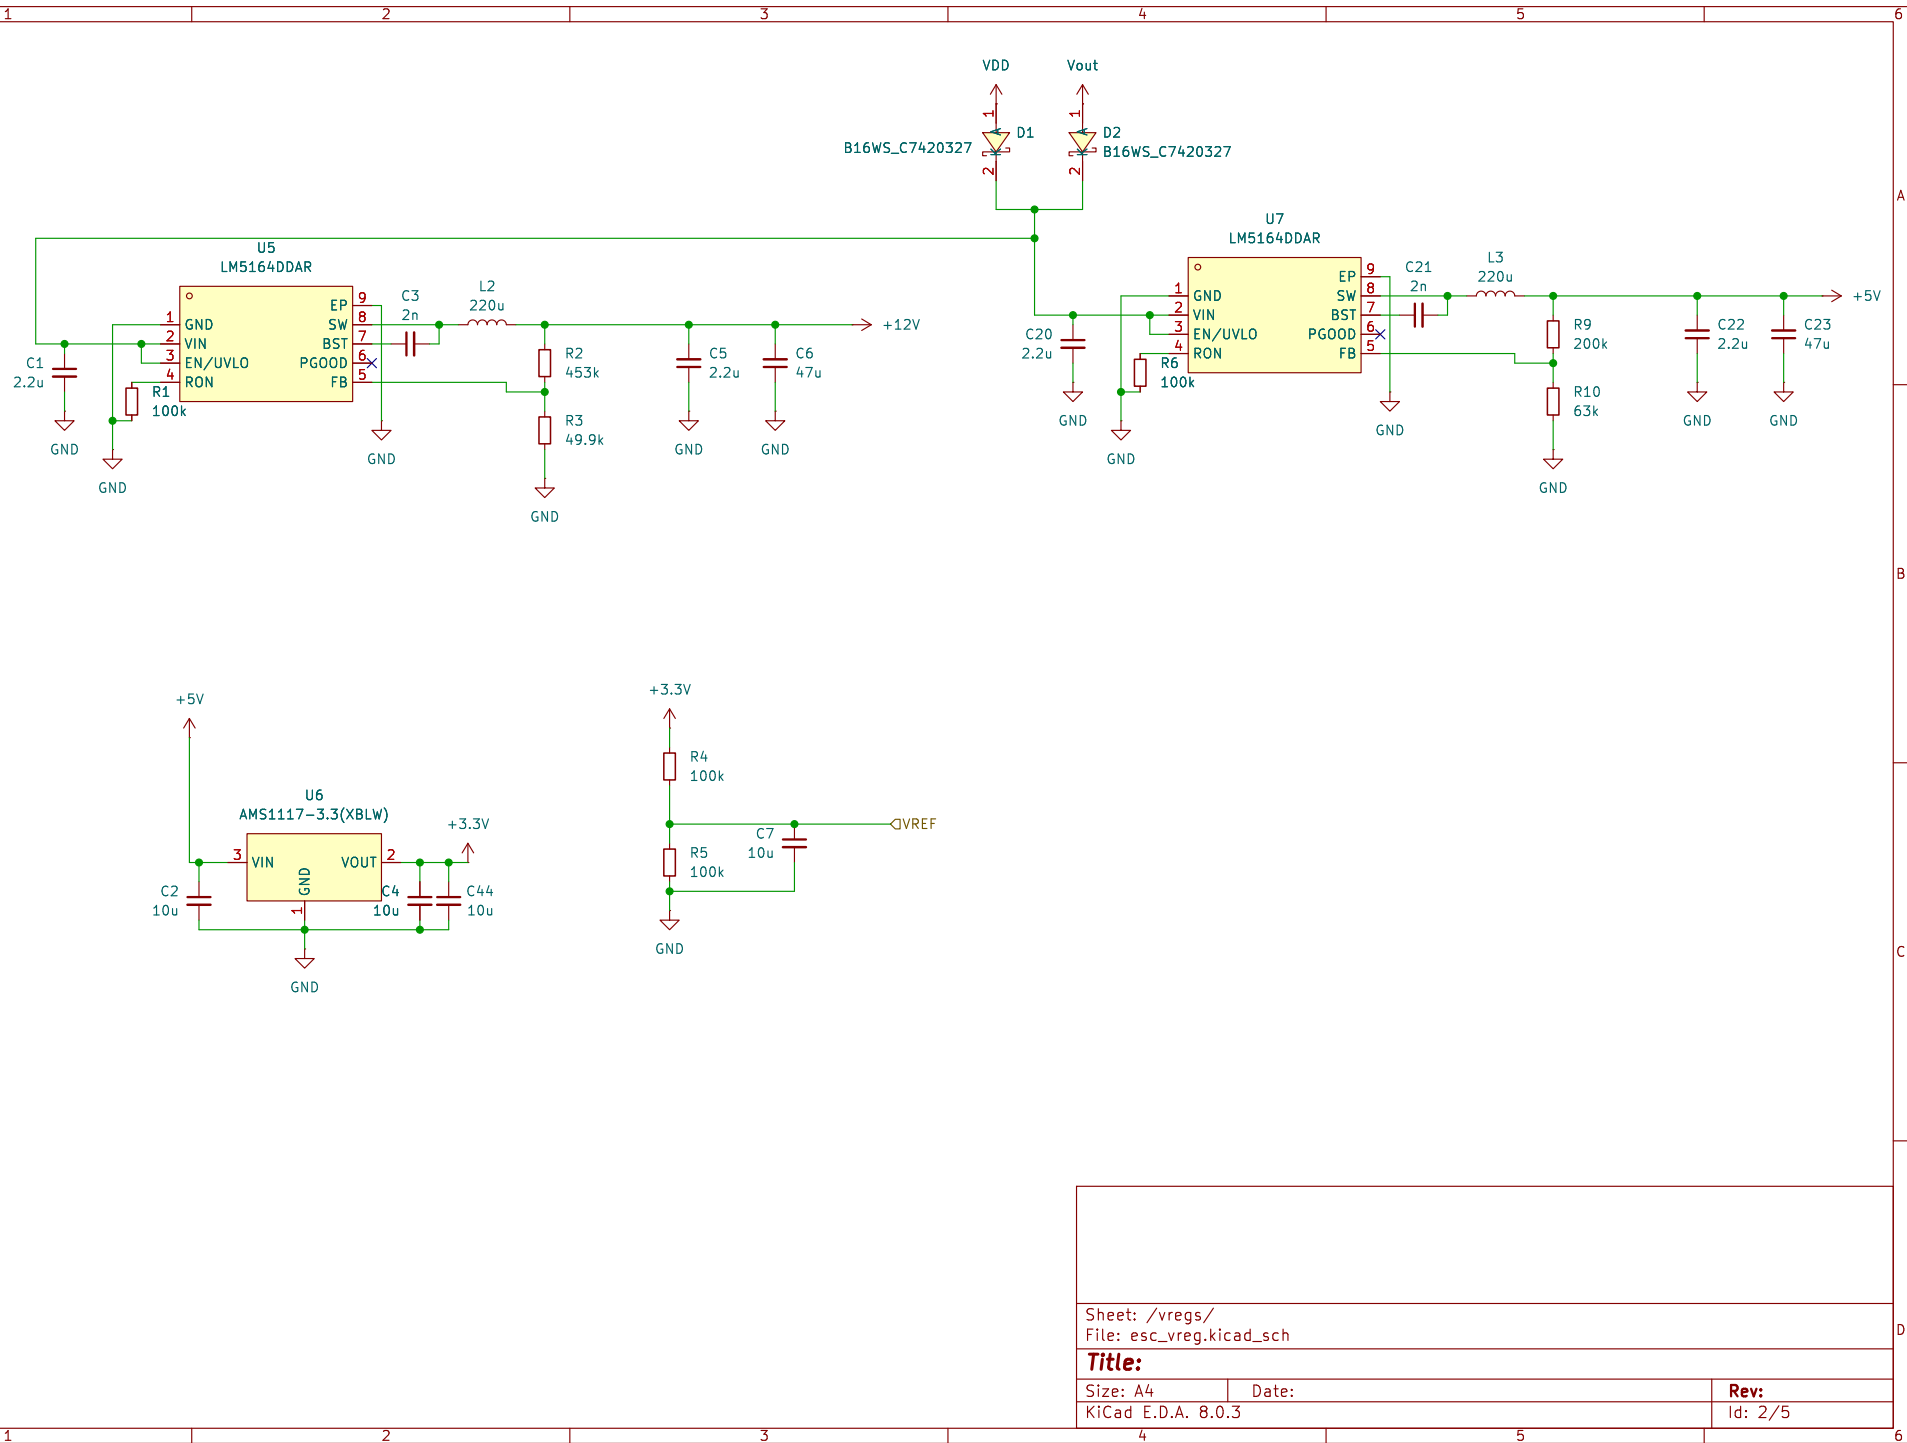 1 2 3 4 5 6
VDD Vout
1 A D1 1 A D2
B16WS_C7420327 B16WS_C7420327
K 2 K 2
A
U5
LM5164DDAR
1 GND
2 VIN
3 EN/UVLO
4 RON
EP 9
SW 8
BST 7
PGOOD 6
FB 5
C1
2.2u
GND
R1
100k
GND
GND
C3
2n
L2
220u
R2
453k
R3
49.9k
GND
C5
2.2u
GND
C6
47u
GND
+12V
U7
LM5164DDAR
1 GND
2 VIN
3 EN/UVLO
4 RON
EP 9
SW 8
BST 7
PGOOD 6
FB 5
C20
2.2u
GND
R6
100k
GND
GND
C21
2n
L3
220u
R9
200k
R10
63k
GND
C22
2.2u
GND
C23
47u
GND
+5V
B
+5V
U6
AMS1117-3.3(XBLW)
3 VIN
VOUT 2
GND
1
+3.3V
C2
10u
C4
10u
C44
10u
GND
+3.3V
R4
100k
R5
100k
C7
10u
VREF
GND
C
Sheet: /vregs/
File: esc_vreg.kicad_sch
D
Title:
Size: A4 Date: Rev:
KiCad E.D.A. 8.0.3 Id: 2/5
1 2 3 4 5 6